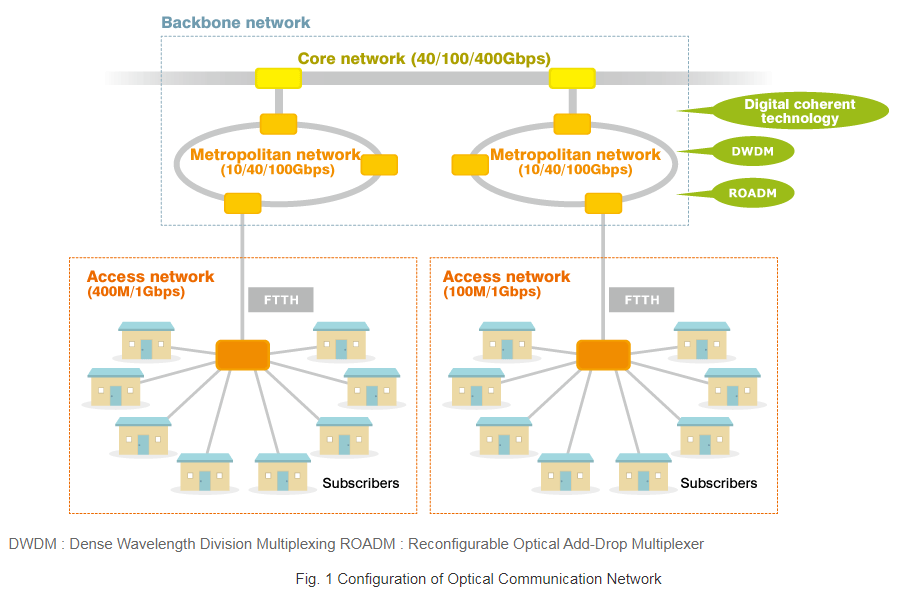 Backbone network
Core network (40/100/400Gbps)
Digital coherent
technology
Metropolitan network
(10/40/100Gbps)
Metropolitan network
(10/40/100Gbps)
DWDM
ROADM
Access network
(400M/1Gbps)
FTTH
Subscribers
Access network
(100M/1Gbps)
FTTH
Subscribers
DWDM : Dense Wavelength Division Multiplexing ROADM : Reconfigurable Optical Add-Drop Multiplexer
Fig. 1 Configuration of Optical Communication Network